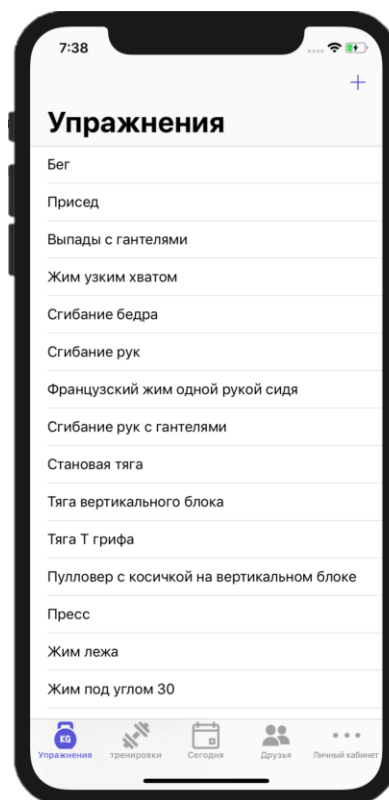 7:38
+
Упражнения
Бег
Присед
Выпады с гантелями
Жим узким хватом
Сгибание бедра
Сгибание рук
Французский жим одной рукой сидя
Сгибание рук с гантелями
Становая тяга
Тяга вертикального блока
Тяга Т грифа
Пулловер с косичкой на вертикальном блоке
Пресс
Жим лежа
Жим под углом 30
KG
Упражнения тренировки Сегодня Друзья Личный кабинет